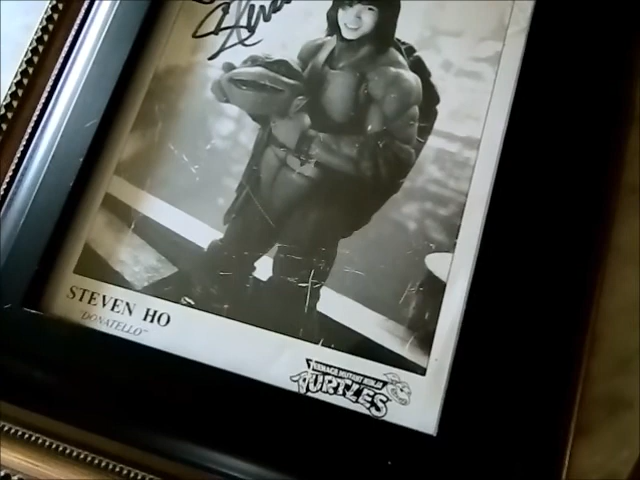 STEVEN HO
"DONATELLO"
TEENAGE MUTANT NINJA
TURTLES